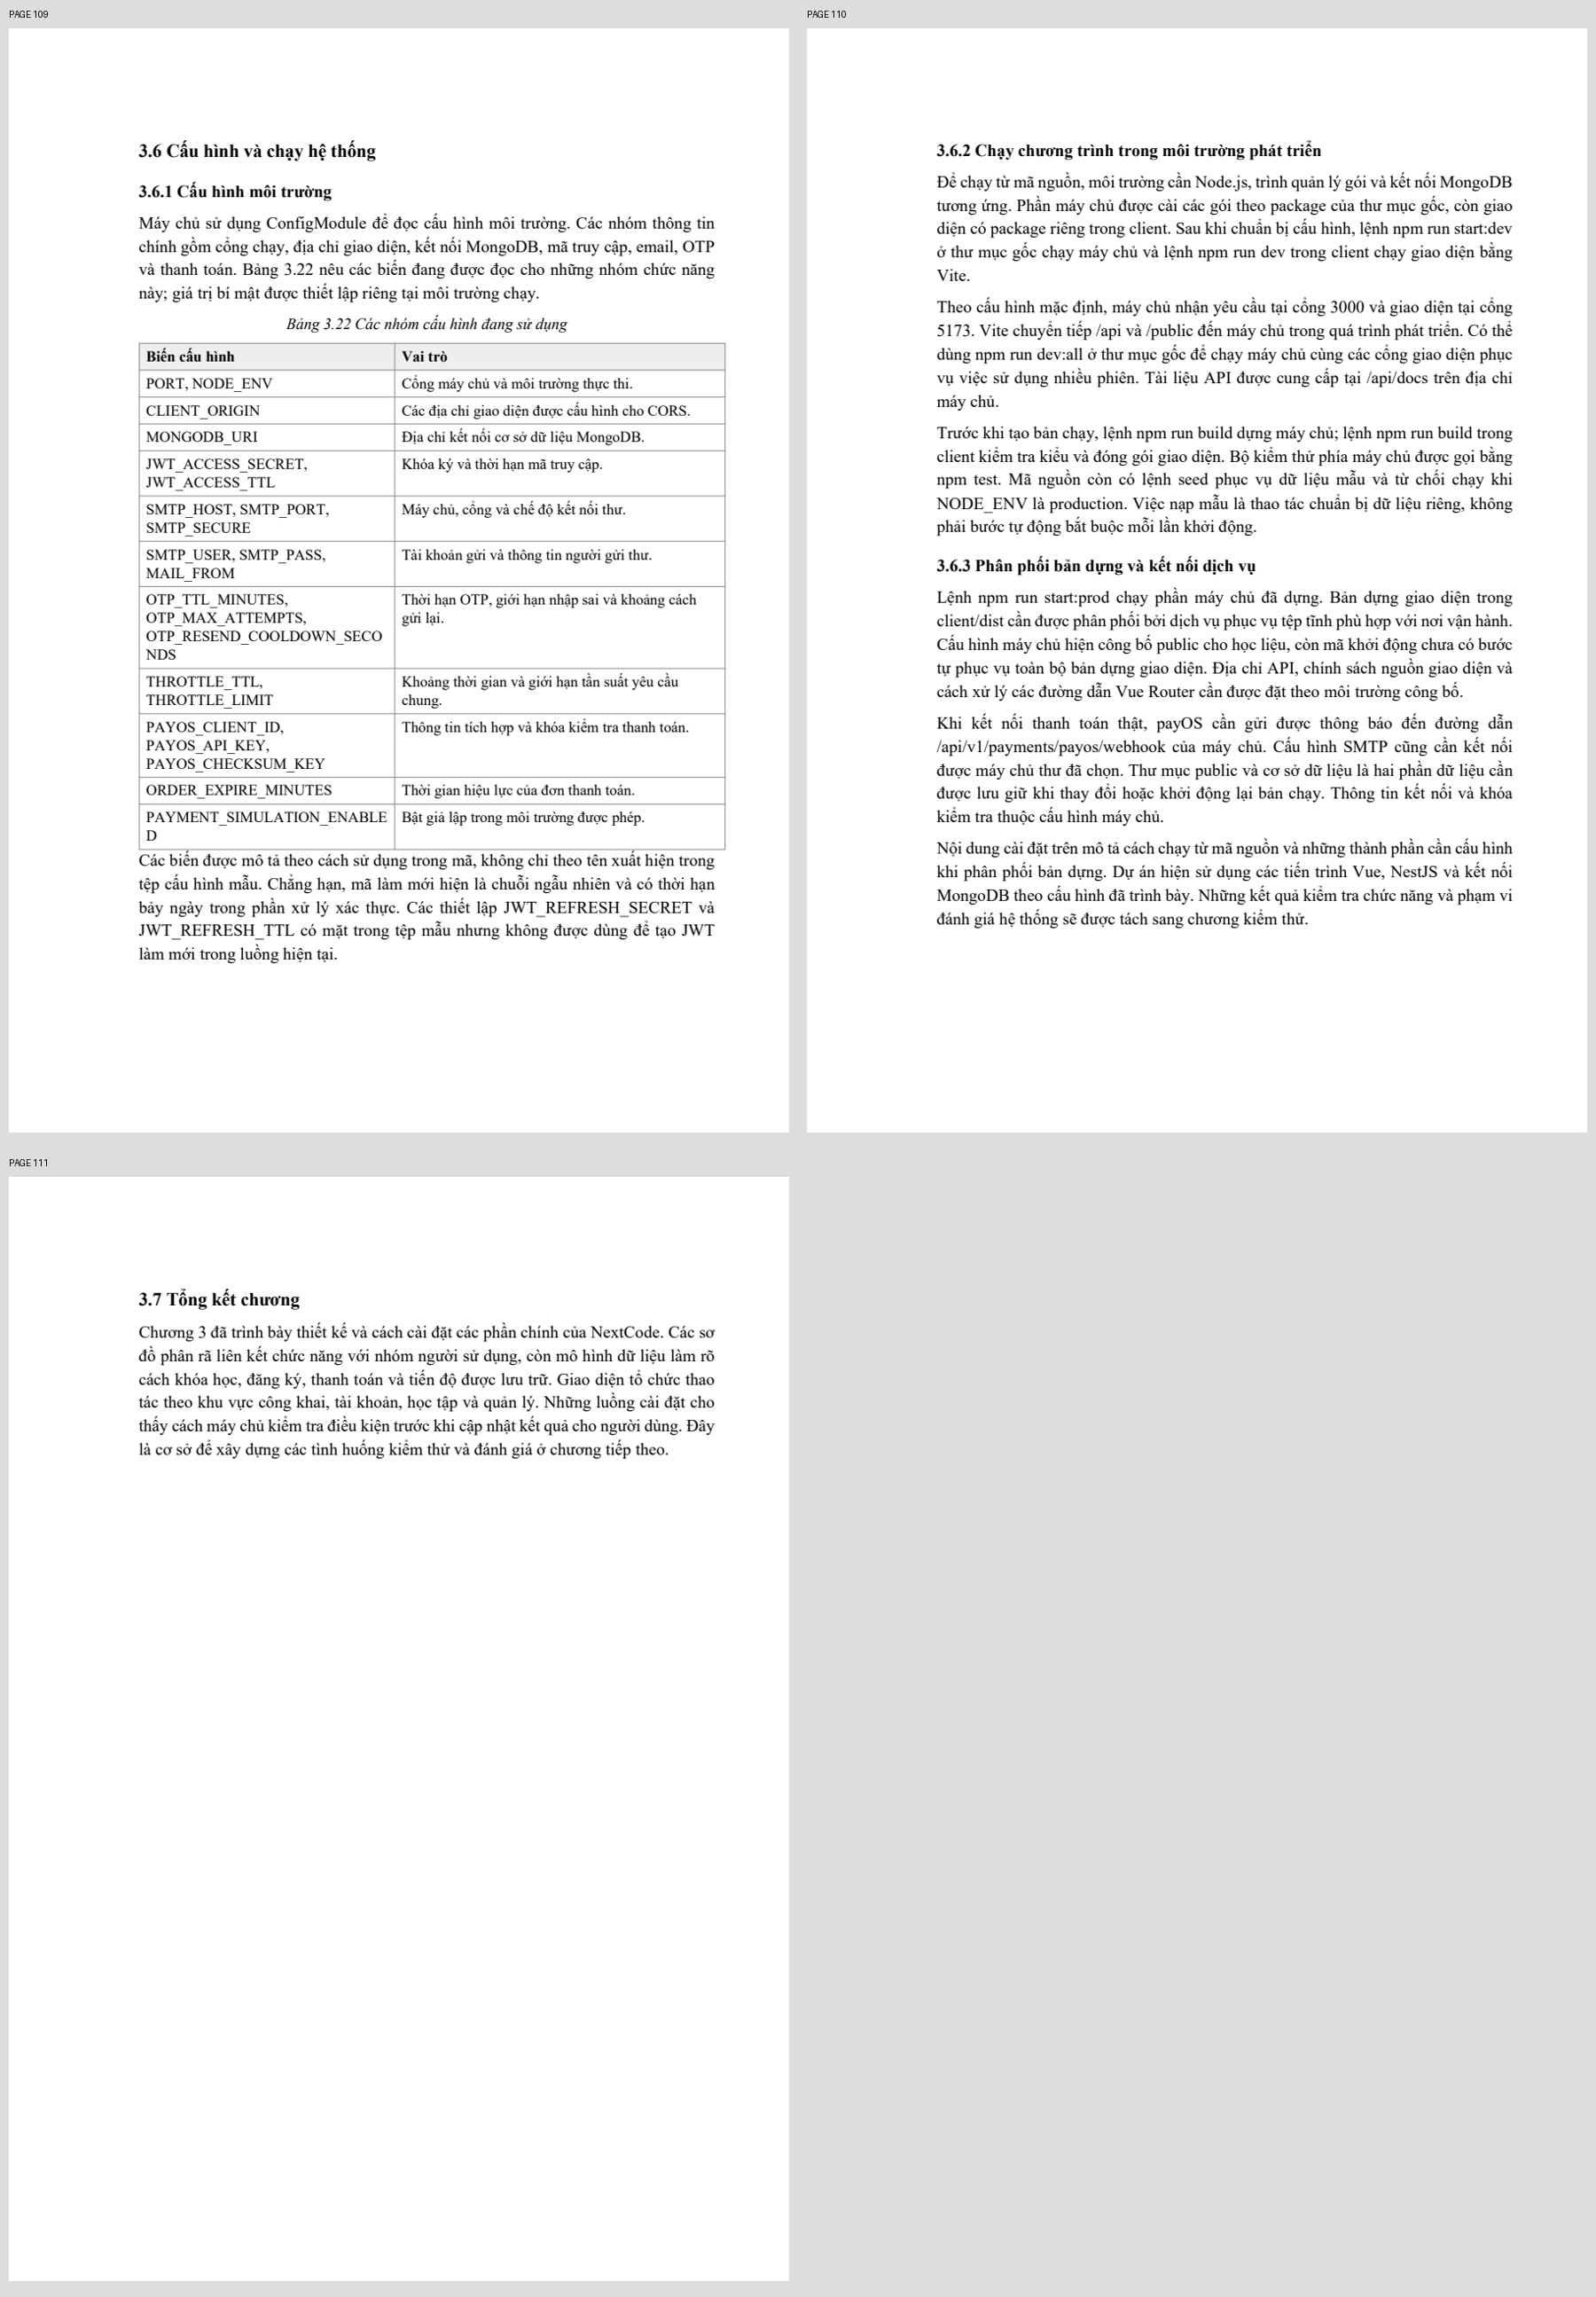 PAGE 109
3.6 Cấu hình và chạy hệ thống
3.6.1 Cấu hình môi trường
Máy chủ sử dụng ConfigModule để đọc cấu hình môi trường. Các nhóm thông tin
chính gồm cổng chạy, địa chỉ giao diện, kết nối MongoDB, mã truy cập, email, OTP
và thanh toán. Bảng 3.22 nêu các biến đang được đọc cho những nhóm chức năng
này; giá trị bí mật được thiết lập riêng tại môi trường chạy.
Bảng 3.22 Các nhóm cấu hình đang sử dụng
Biến cấu hình Vai trò
PORT, NODE_ENV Cổng máy chủ và môi trường thực thi.
CLIENT_ORIGIN Các địa chỉ giao diện được cấu hình cho CORS.
MONGODB_URI Địa chỉ kết nối cơ sở dữ liệu MongoDB.
JWT_ACCESS_SECRET, Khóa ký và thời hạn mã truy cập.
JWT_ACCESS_TTL
SMTP_HOST, SMTP_PORT, Máy chủ, cổng và chế độ kết nối thư.
SMTP_SECURE
SMTP_USER, SMTP_PASS, Tài khoản gửi và thông tin người gửi thư.
MAIL_FROM
OTP_TTL_MINUTES, Thời hạn OTP, giới hạn nhập sai và khoảng cách
OTP_MAX_ATTEMPTS, gửi lại.
OTP_RESEND_COOLDOWN_SECO
NDS
THROTTLE_TTL, Khoảng thời gian và giới hạn tần suất yêu cầu
THROTTLE_LIMIT chung.
PAYOS_CLIENT_ID, Thông tin tích hợp và khóa kiểm tra thanh toán.
PAYOS_API_KEY,
PAYOS_CHECKSUM_KEY
ORDER_EXPIRE_MINUTES Thời gian hiệu lực của đơn thanh toán.
PAYMENT_SIMULATION_ENABLE Bật giả lập trong môi trường được phép.
D
Các biến được mô tả theo cách sử dụng trong mã, không chỉ theo tên xuất hiện trong
tệp cấu hình mẫu. Chẳng hạn, mã làm mới hiện là chuỗi ngẫu nhiên và có thời hạn
bảy ngày trong phần xử lý xác thực. Các thiết lập JWT_REFRESH_SECRET và
JWT_REFRESH_TTL có mặt trong tệp mẫu nhưng không được dùng để tạo JWT
làm mới trong luồng hiện tại.
PAGE 110
3.6.2 Chạy chương trình trong môi trường phát triển
Để chạy từ mã nguồn, môi trường cần Node.js, trình quản lý gói và kết nối MongoDB
tương ứng. Phần máy chủ được cài các gói theo package của thư mục gốc, còn giao
diện có package riêng trong client. Sau khi chuẩn bị cấu hình, lệnh npm run start:dev
ở thư mục gốc chạy máy chủ và lệnh npm run dev trong client chạy giao diện bằng
Vite.
Theo cấu hình mặc định, máy chủ nhận yêu cầu tại cổng 3000 và giao diện tại cổng
5173. Vite chuyển tiếp /api và /public đến máy chủ trong quá trình phát triển. Có thể
dùng npm run dev:all ở thư mục gốc để chạy máy chủ cùng các cổng giao diện phục
vụ việc sử dụng nhiều phiên. Tài liệu API được cung cấp tại /api/docs trên địa chỉ
máy chủ.
Trước khi tạo bản chạy, lệnh npm run build dựng máy chủ; lệnh npm run build trong
client kiểm tra kiểu và đóng gói giao diện. Bộ kiểm thử phía máy chủ được gọi bằng
npm test. Mã nguồn còn có lệnh seed phục vụ dữ liệu mẫu và từ chối chạy khi
NODE_ENV là production. Việc nạp mẫu là thao tác chuẩn bị dữ liệu riêng, không
phải bước tự động bắt buộc mỗi lần khởi động.
3.6.3 Phân phối bản dựng và kết nối dịch vụ
Lệnh npm run start:prod chạy phần máy chủ đã dựng. Bản dựng giao diện trong
client/dist cần được phân phối bởi dịch vụ phục vụ tệp tĩnh phù hợp với nơi vận hành.
Cấu hình máy chủ hiện công bố public cho học liệu, còn mã khởi động chưa có bước
tự phục vụ toàn bộ bản dựng giao diện. Địa chỉ API, chính sách nguồn giao diện và
cách xử lý các đường dẫn Vue Router cần được đặt theo môi trường công bố.
Khi kết nối thanh toán thật, payOS cần gửi được thông báo đến đường dẫn
/api/v1/payments/payos/webhook của máy chủ. Cấu hình SMTP cũng cần kết nối
được máy chủ thư đã chọn. Thư mục public và cơ sở dữ liệu là hai phần dữ liệu cần
được lưu giữ khi thay đổi hoặc khởi động lại bản chạy. Thông tin kết nối và khóa
kiểm tra thuộc cấu hình máy chủ.
Nội dung cài đặt trên mô tả cách chạy từ mã nguồn và những thành phần cần cấu hình
khi phân phối bản dựng. Dự án hiện sử dụng các tiến trình Vue, NestJS và kết nối
MongoDB theo cấu hình đã trình bày. Những kết quả kiểm tra chức năng và phạm vi
đánh giá hệ thống sẽ được tách sang chương kiểm thử.
PAGE 111
3.7 Tổng kết chương
Chương 3 đã trình bày thiết kế và cách cài đặt các phần chính của NextCode. Các sơ
đồ phân rã liên kết chức năng với nhóm người sử dụng, còn mô hình dữ liệu làm rõ
cách khóa học, đăng ký, thanh toán và tiến độ được lưu trữ. Giao diện tổ chức thao
tác theo khu vực công khai, tài khoản, học tập và quản lý. Những luồng cài đặt cho
thấy cách máy chủ kiểm tra điều kiện trước khi cập nhật kết quả cho người dùng. Đây
là cơ sở để xây dựng các tình huống kiểm thử và đánh giá ở chương tiếp theo.